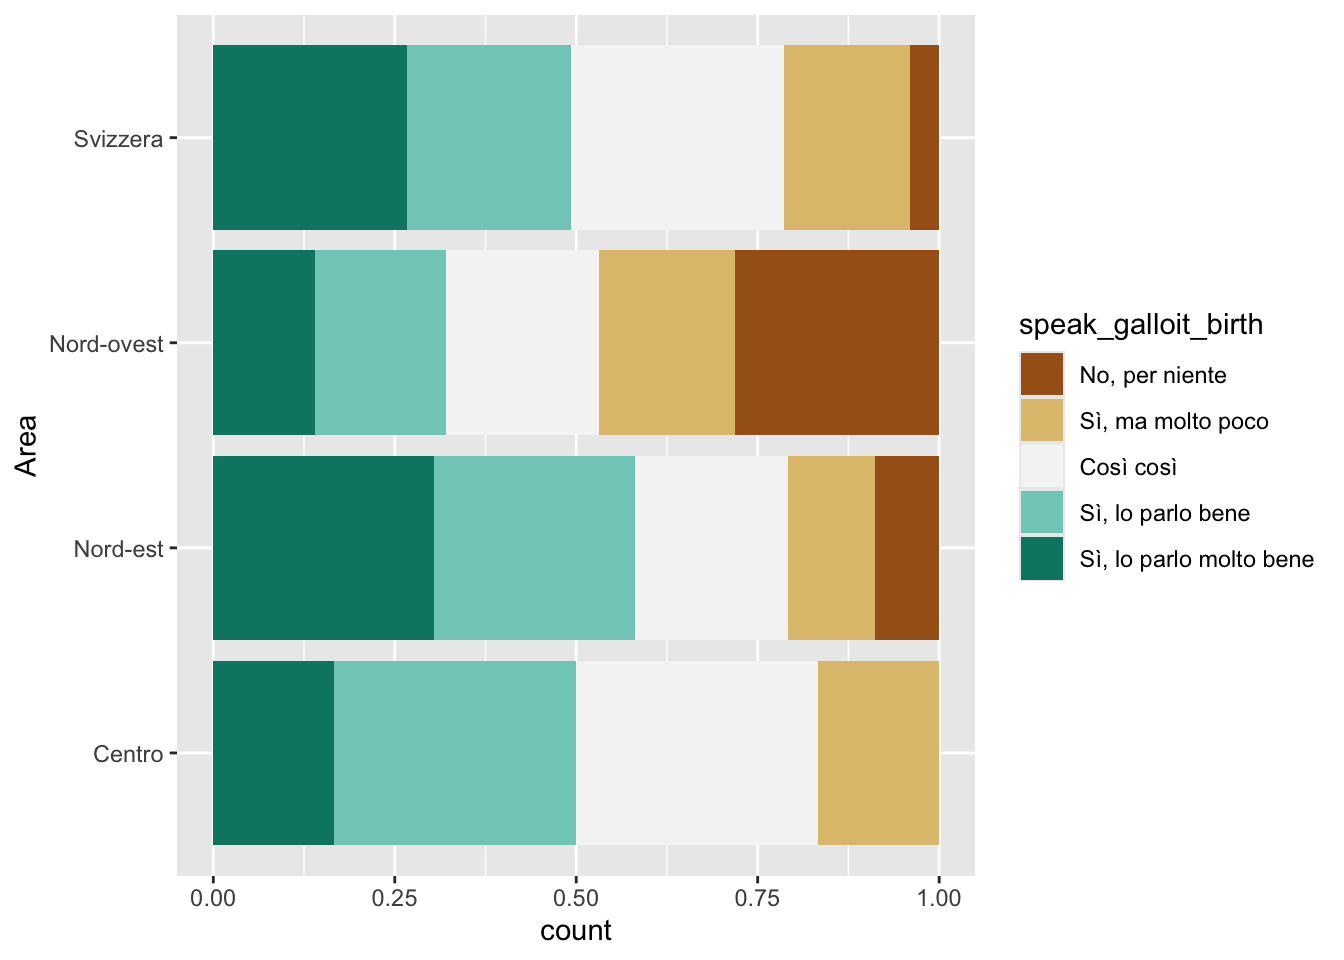 Svizzera
Nord-ovest
Nord-est
Centro
Area
0.00
0.25
0.50
0.75
1.00
count
speak_galloit_birth
No, per niente
Sì, ma molto poco
Così così
Sì, lo parlo bene
Sì, lo parlo molto bene